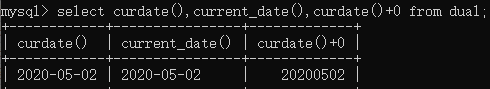 mysql> select curdate(),current_date(),curdate()+0 from dual;
+------------+----------------+-------------+
| curdate()  | current_date() | curdate()+0 |
+------------+----------------+-------------+
| 2020-05-02 | 2020-05-02     |    20200502 |